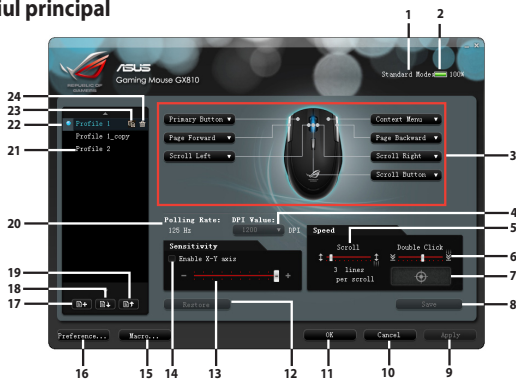 iul principal
1 2
REPUBLIC OF
GAMERS
ASUS
Gaming Mouse GX810
Standard Mode 100%
24
23
22
21
Profile 1
Profile 1_copy
Profile 2
Primary Button
Page Forward
Scroll Left
Context Menu
Page Backward
Scroll Right
Scroll Button
3
20
Polling Rate: DPI Value:
125 Hz 1200 DPI
4
Sensitivity
Enable X-Y axis
- +
Speed
5
Scroll Double Click
6
3 lines
per scroll
7
19
18
17
Restore Save
8
Preference... Macro... OK Cancel Apply
16 15 14 13 12 11 10 9